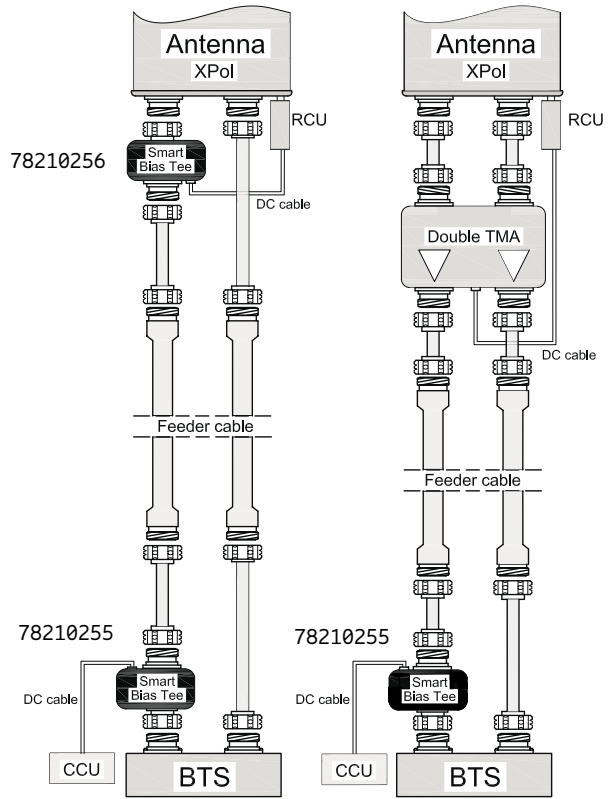 Antenna
XPol
RCU
78210256
Smart
Bias Tee
DC cable
Feeder cable
78210255
Smart
Bias Tee
DC cable
CCU
BTS
Antenna
XPol
RCU
Double TMA
DC cable
Feeder cable
78210255
Smart
Bias Tee
DC cable
CCU
BTS